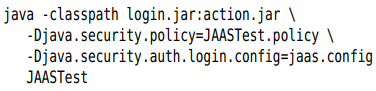 java -classpath login.jar:action.jar \
-Djava.security.policy=JAASTest.policy \
-Djava.security.auth.login.config=jaas.config
JAASTest